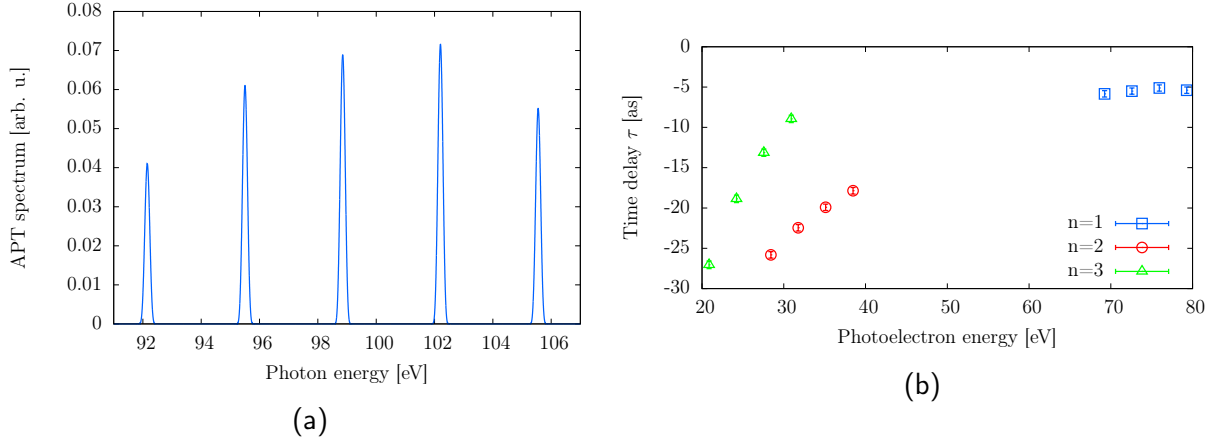 APT spectrum [arb. u.]
0.08
0.07
0.06
0.05
0.04
0.03
0.02
0.01
0
92 94 96 98 100 102 104 106
Photon energy [eV]
(a)
Time delay τ [as]
0
-5
-10
-15
-20
-25
-30
n=1
n=2
n=3
20 30 40 50 60 70 80
Photoelectron energy [eV]
(b)